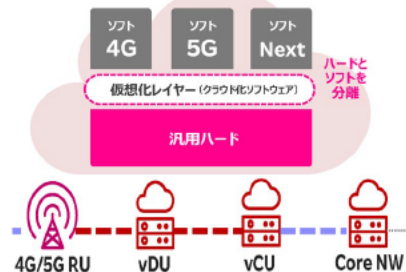 ソフト ソフト ソフト
4G 5G Next
ハードと
ソフトを
分離
仮想化レイヤー(クラウド化ソフトウェア)
汎用ハード
4G/5G RU vDU vCU Core NW